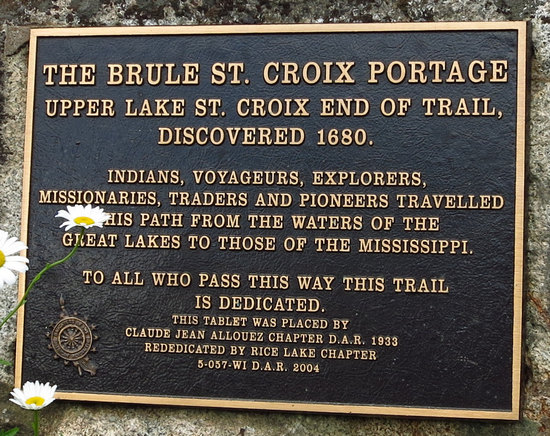 THE BRULE ST. CROIX PORTAGE
UPPER LAKE ST. CROIX END OF TRAIL,
DISCOVERED 1680.
INDIANS, VOYAGEURS, EXPLORERS,
MISSIONARIES, TRADERS AND PIONEERS TRAVELLED
THIS PATH FROM THE WATERS OF THE
GREAT LAKES TO THOSE OF THE MISSISSIPPI.
TO ALL WHO PASS THIS WAY THIS TRAIL
IS DEDICATED.
THIS TABLET WAS PLACED BY
CLAUDE JEAN ALLOUEZ CHAPTER D.A.R. 1933
REDEDICATED BY RICE LAKE CHAPTER
5-057-WI D.A.R. 2004